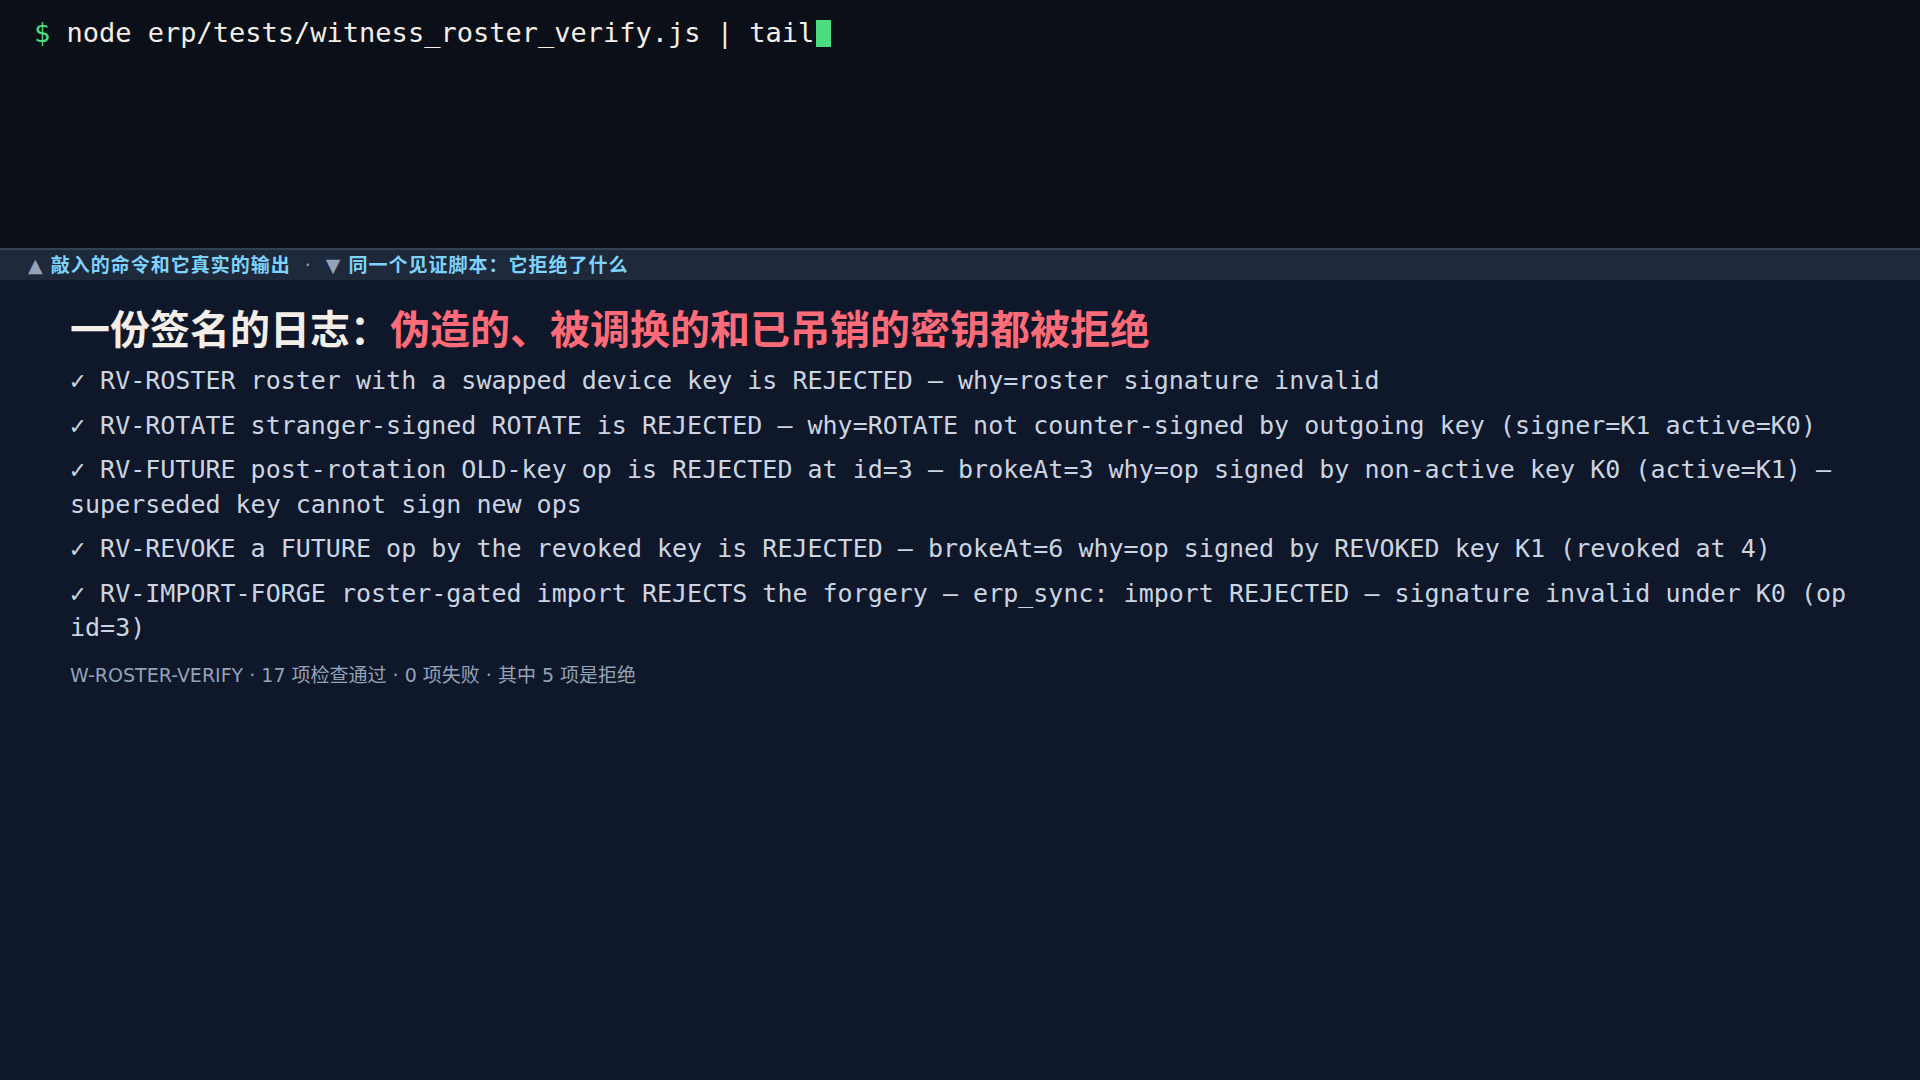 $ node erp/tests/witness_roster_verify.js | tail
▲ 敲入的命令和它真实的输出 · ▼ 同一个见证脚本：它拒绝了什么
一份签名的日志：伪造的、被调换的和已吊销的密钥都被拒绝
✓ RV-ROSTER roster with a swapped device key is REJECTED — why=roster signature invalid
✓ RV-ROTATE stranger-signed ROTATE is REJECTED — why=ROTATE not counter-signed by outgoing key (signer=K1 active=K0)
✓ RV-FUTURE post-rotation OLD-key op is REJECTED at id=3 — brokeAt=3 why=op signed by non-active key K0 (active=K1) —
superseded key cannot sign new ops
✓ RV-REVOKE a FUTURE op by the revoked key is REJECTED — brokeAt=6 why=op signed by REVOKED key K1 (revoked at 4)
✓ RV-IMPORT-FORGE roster-gated import REJECTS the forgery — erp_sync: import REJECTED — signature invalid under K0 (op
id=3)
W-ROSTER-VERIFY · 17 项检查通过 · 0 项失败 · 其中 5 项是拒绝